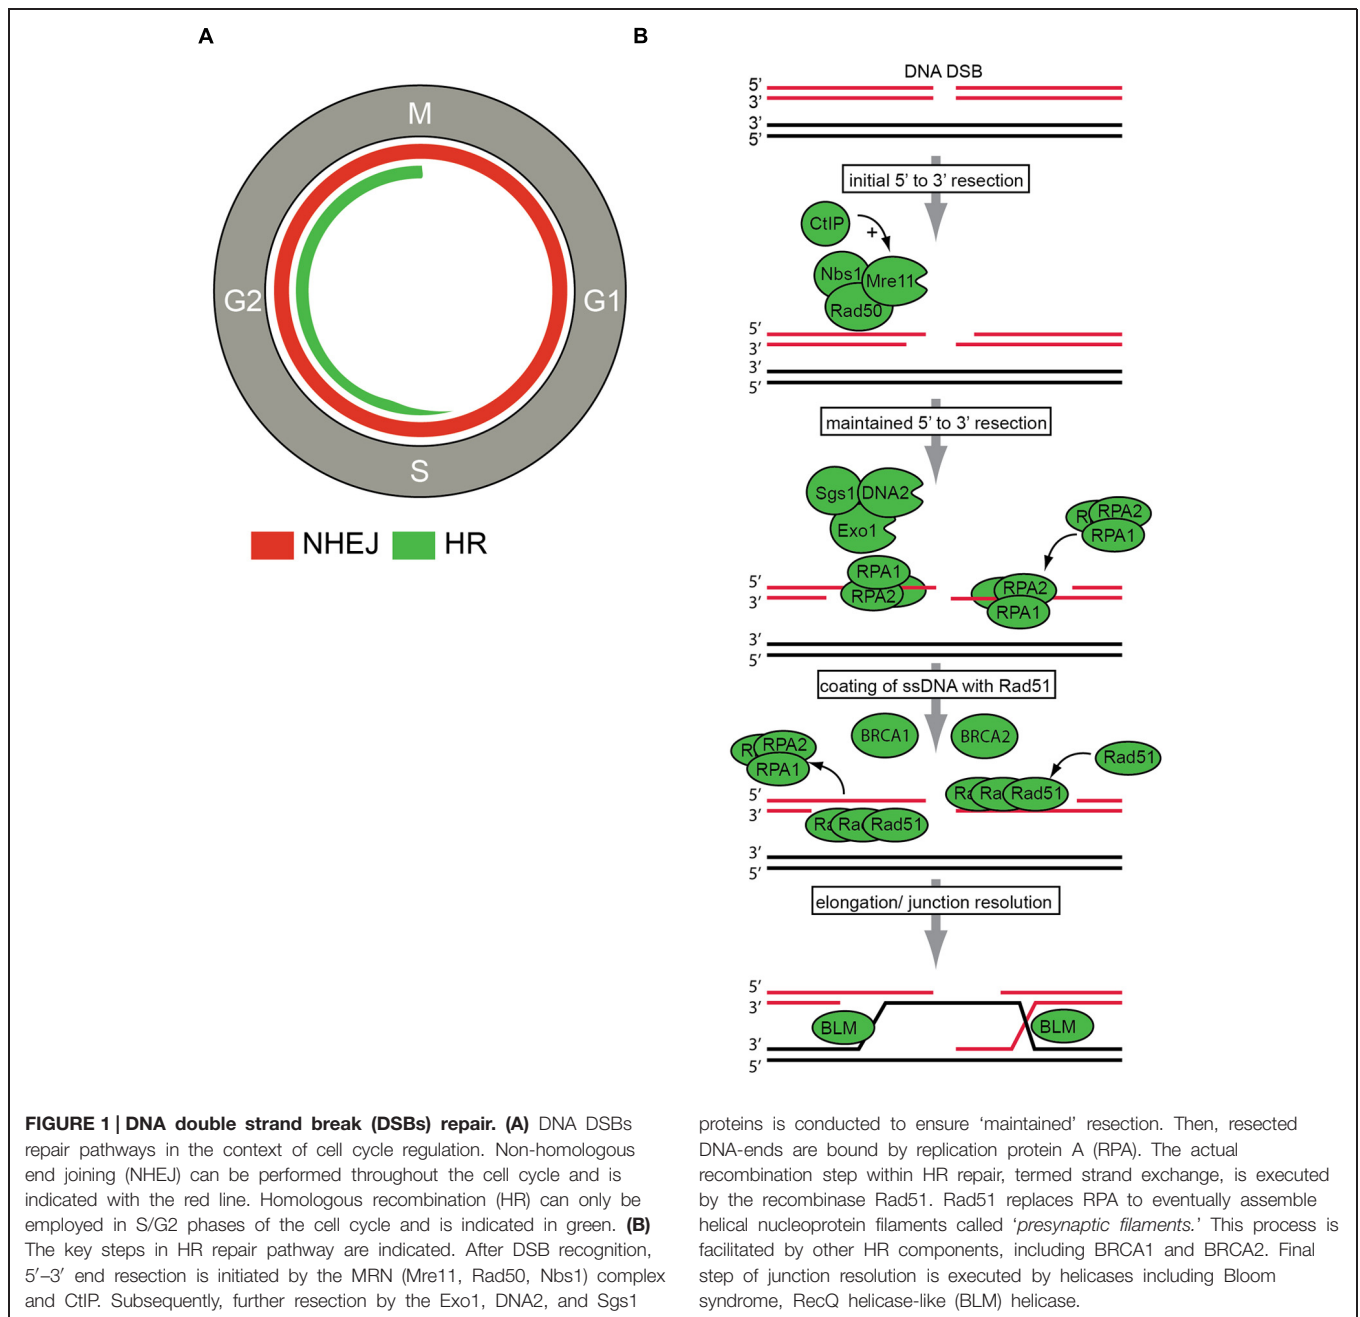 A
M
G2
G1
S
NHEJ HR
B
DNA DSB
5'
3'
3'
5'
initial 5' to 3' resection
CtIP
+
Nbs1
Mre11
Rad50
5'
3'
3'
5'
maintained 5' to 3' resection
Sgs1
DNA2
Exo1
R
RPA2
RPA1
RPA1
RPA2
5'
3'
RPA2
RPA1
3'
5'
coating of ssDNA with Rad51
BRCA1
BRCA2
R
RPA2
RPA1
Rad51
5'
3'
Ra
Ra
Rad51
Ra
Ra
Rad51
3'
5'
elongation/ junction resolution
5'
3'
BLM
BLM
3'
5'
FIGURE 1 | DNA double strand break (DSBs) repair. (A) DNA DSBs
repair pathways in the context of cell cycle regulation. Non-homologous
end joining (NHEJ) can be performed throughout the cell cycle and is
indicated with the red line. Homologous recombination (HR) can only be
employed in S/G2 phases of the cell cycle and is indicated in green. (B)
The key steps in HR repair pathway are indicated. After DSB recognition,
5′–3′ end resection is initiated by the MRN (Mre11, Rad50, Nbs1) complex
and CtIP. Subsequently, further resection by the Exo1, DNA2, and Sgs1
proteins is conducted to ensure ‘maintained’ resection. Then, resected
DNA-ends are bound by replication protein A (RPA). The actual
recombination step within HR repair, termed strand exchange, is executed
by the recombinase Rad51. Rad51 replaces RPA to eventually assemble
helical nucleoprotein filaments called ‘presynaptic filaments.’ This process is
facilitated by other HR components, including BRCA1 and BRCA2. Final
step of junction resolution is executed by helicases including Bloom
syndrome, RecQ helicase-like (BLM) helicase.